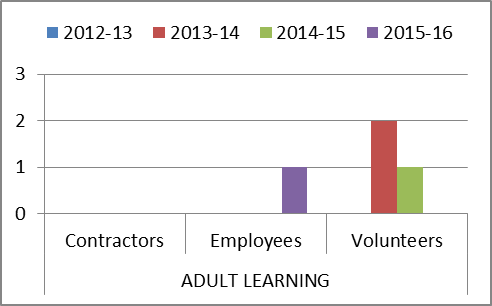 2012-13 2013-14 2014-15 2015-16
3
2
1
0
Contractors Employees Volunteers
ADULT LEARNING